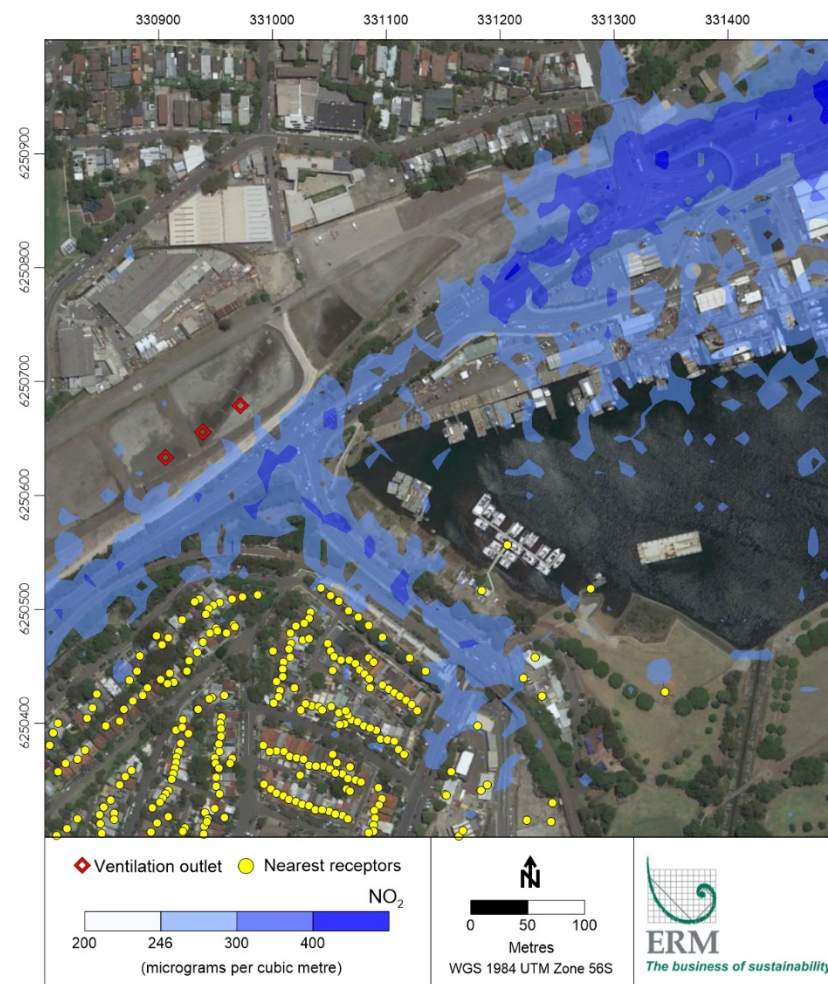 330900 331000 331100 331200 331300 331400
6250900
6250800
6250700
6250600
6250500
6250400
Ventilation outlet Nearest receptors
NO₂
200 246 300 400
(micrograms per cubic metre)
N
0 50 100
Metres
WGS 1984 UTM Zone 56S
ERM
The business of sustainability